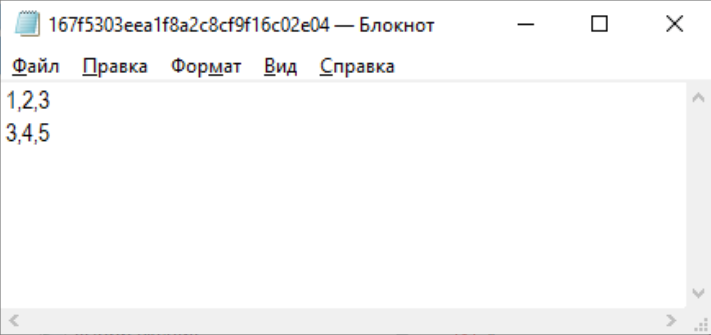 167f5303eea1f8a2c8cf9f16c02e04 — Блокнот
Файл Правка Формат Вид Справка
1,2,3
3,4,5